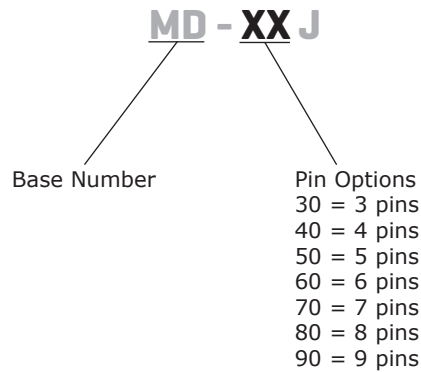 MD - XX J
Base Number
Pin Options
30 = 3 pins
40 = 4 pins
50 = 5 pins
60 = 6 pins
70 = 7 pins
80 = 8 pins
90 = 9 pins